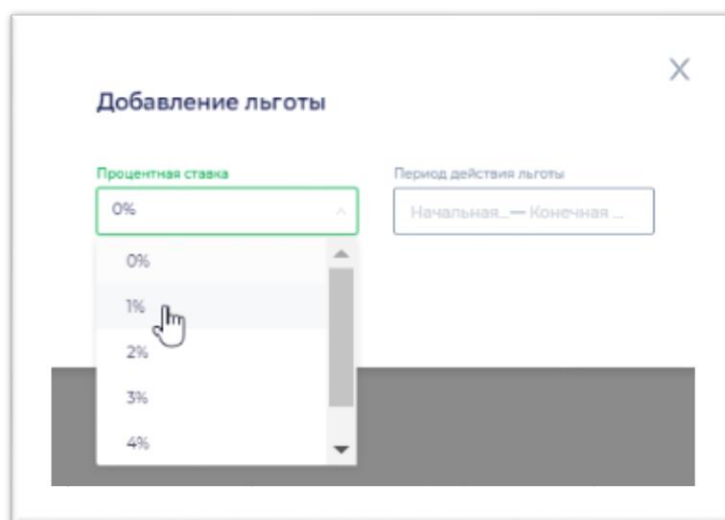 X
Добавление льготы
Процентная ставка
Период действия льготы
0%
Начальная...— Конечная ...
0%
1%
2%
3%
4%